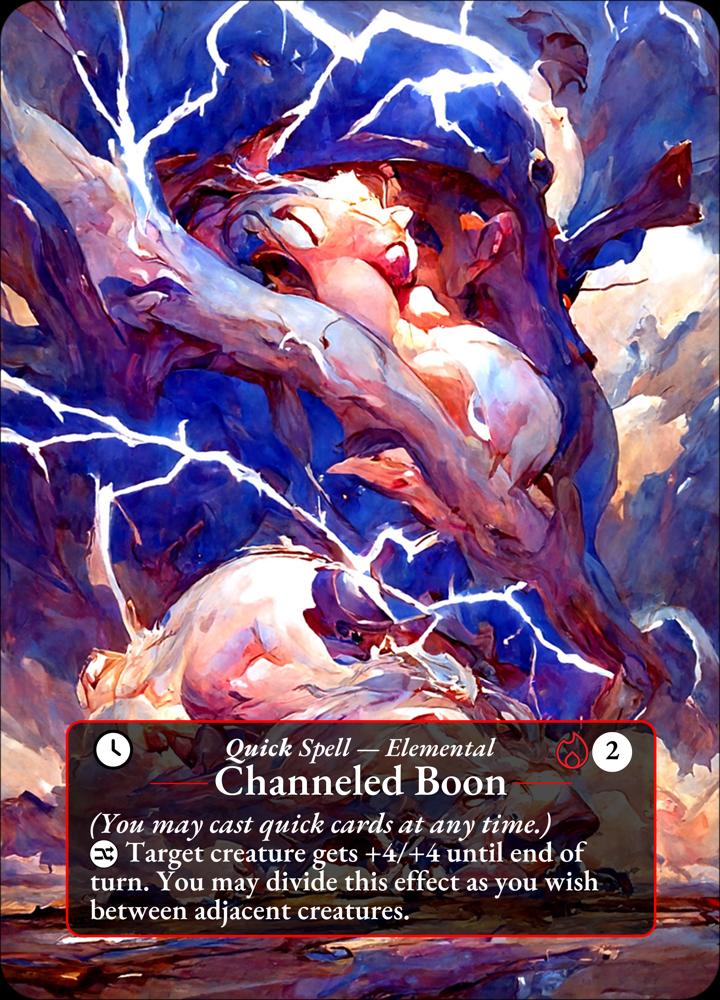 Quick Spell — Elemental
2
Channeled Boon
(You may cast quick cards at any time.)
Target creature gets +4/+4 until end of
turn. You may divide this effect as you wish
between adjacent creatures.